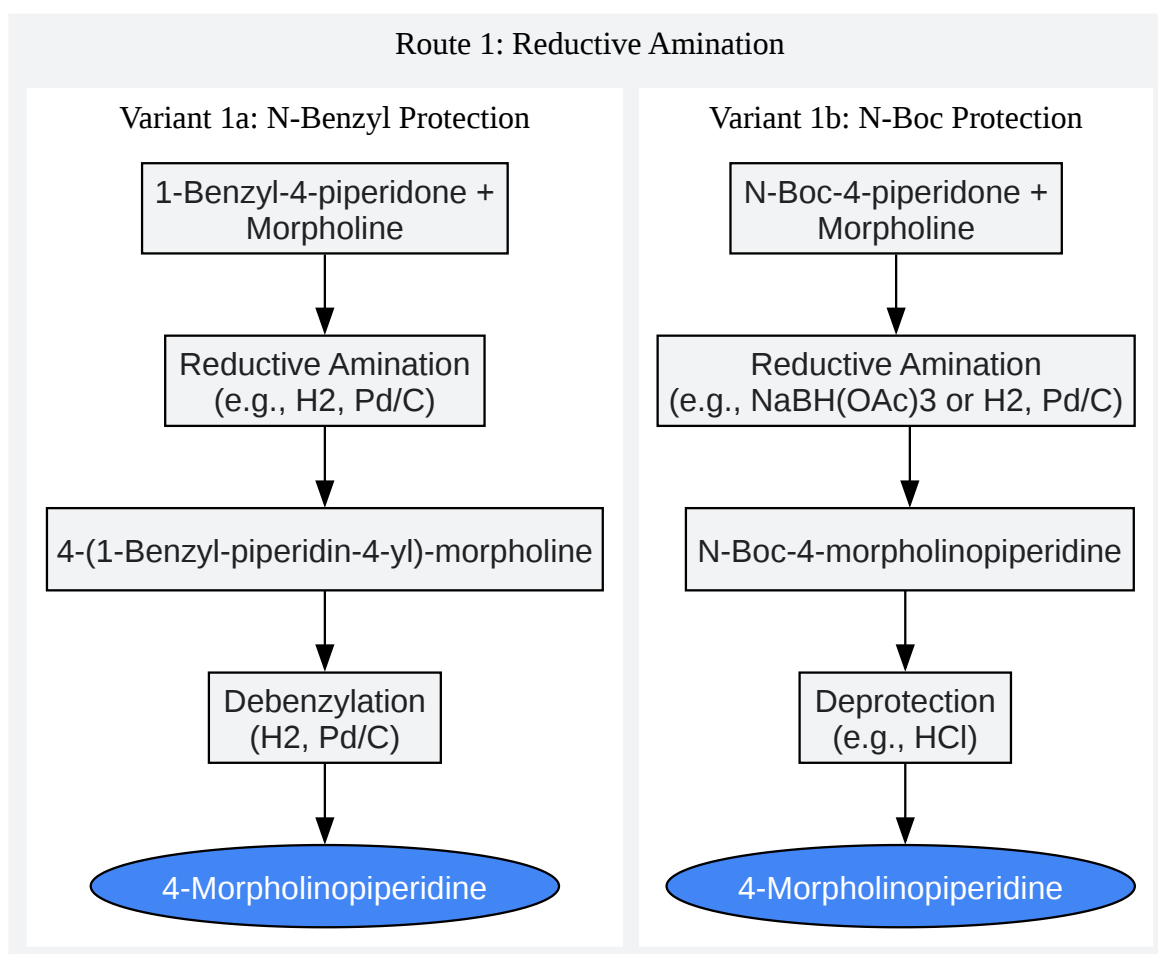 Route 1: Reductive Amination
Variant 1a: N-Benzyl Protection
1-Benzyl-4-piperidone +
Morpholine
Reductive Amination
(e.g., H2, Pd/C)
4-(1-Benzyl-piperidin-4-yl)-morpholine
Debenzylation
(H2, Pd/C)
4-Morpholinopiperidine
Variant 1b: N-Boc Protection
N-Boc-4-piperidone +
Morpholine
Reductive Amination
(e.g., NaBH(OAc)3 or H2, Pd/C)
N-Boc-4-morpholinopiperidine
Deprotection
(e.g., HCl)
4-Morpholinopiperidine